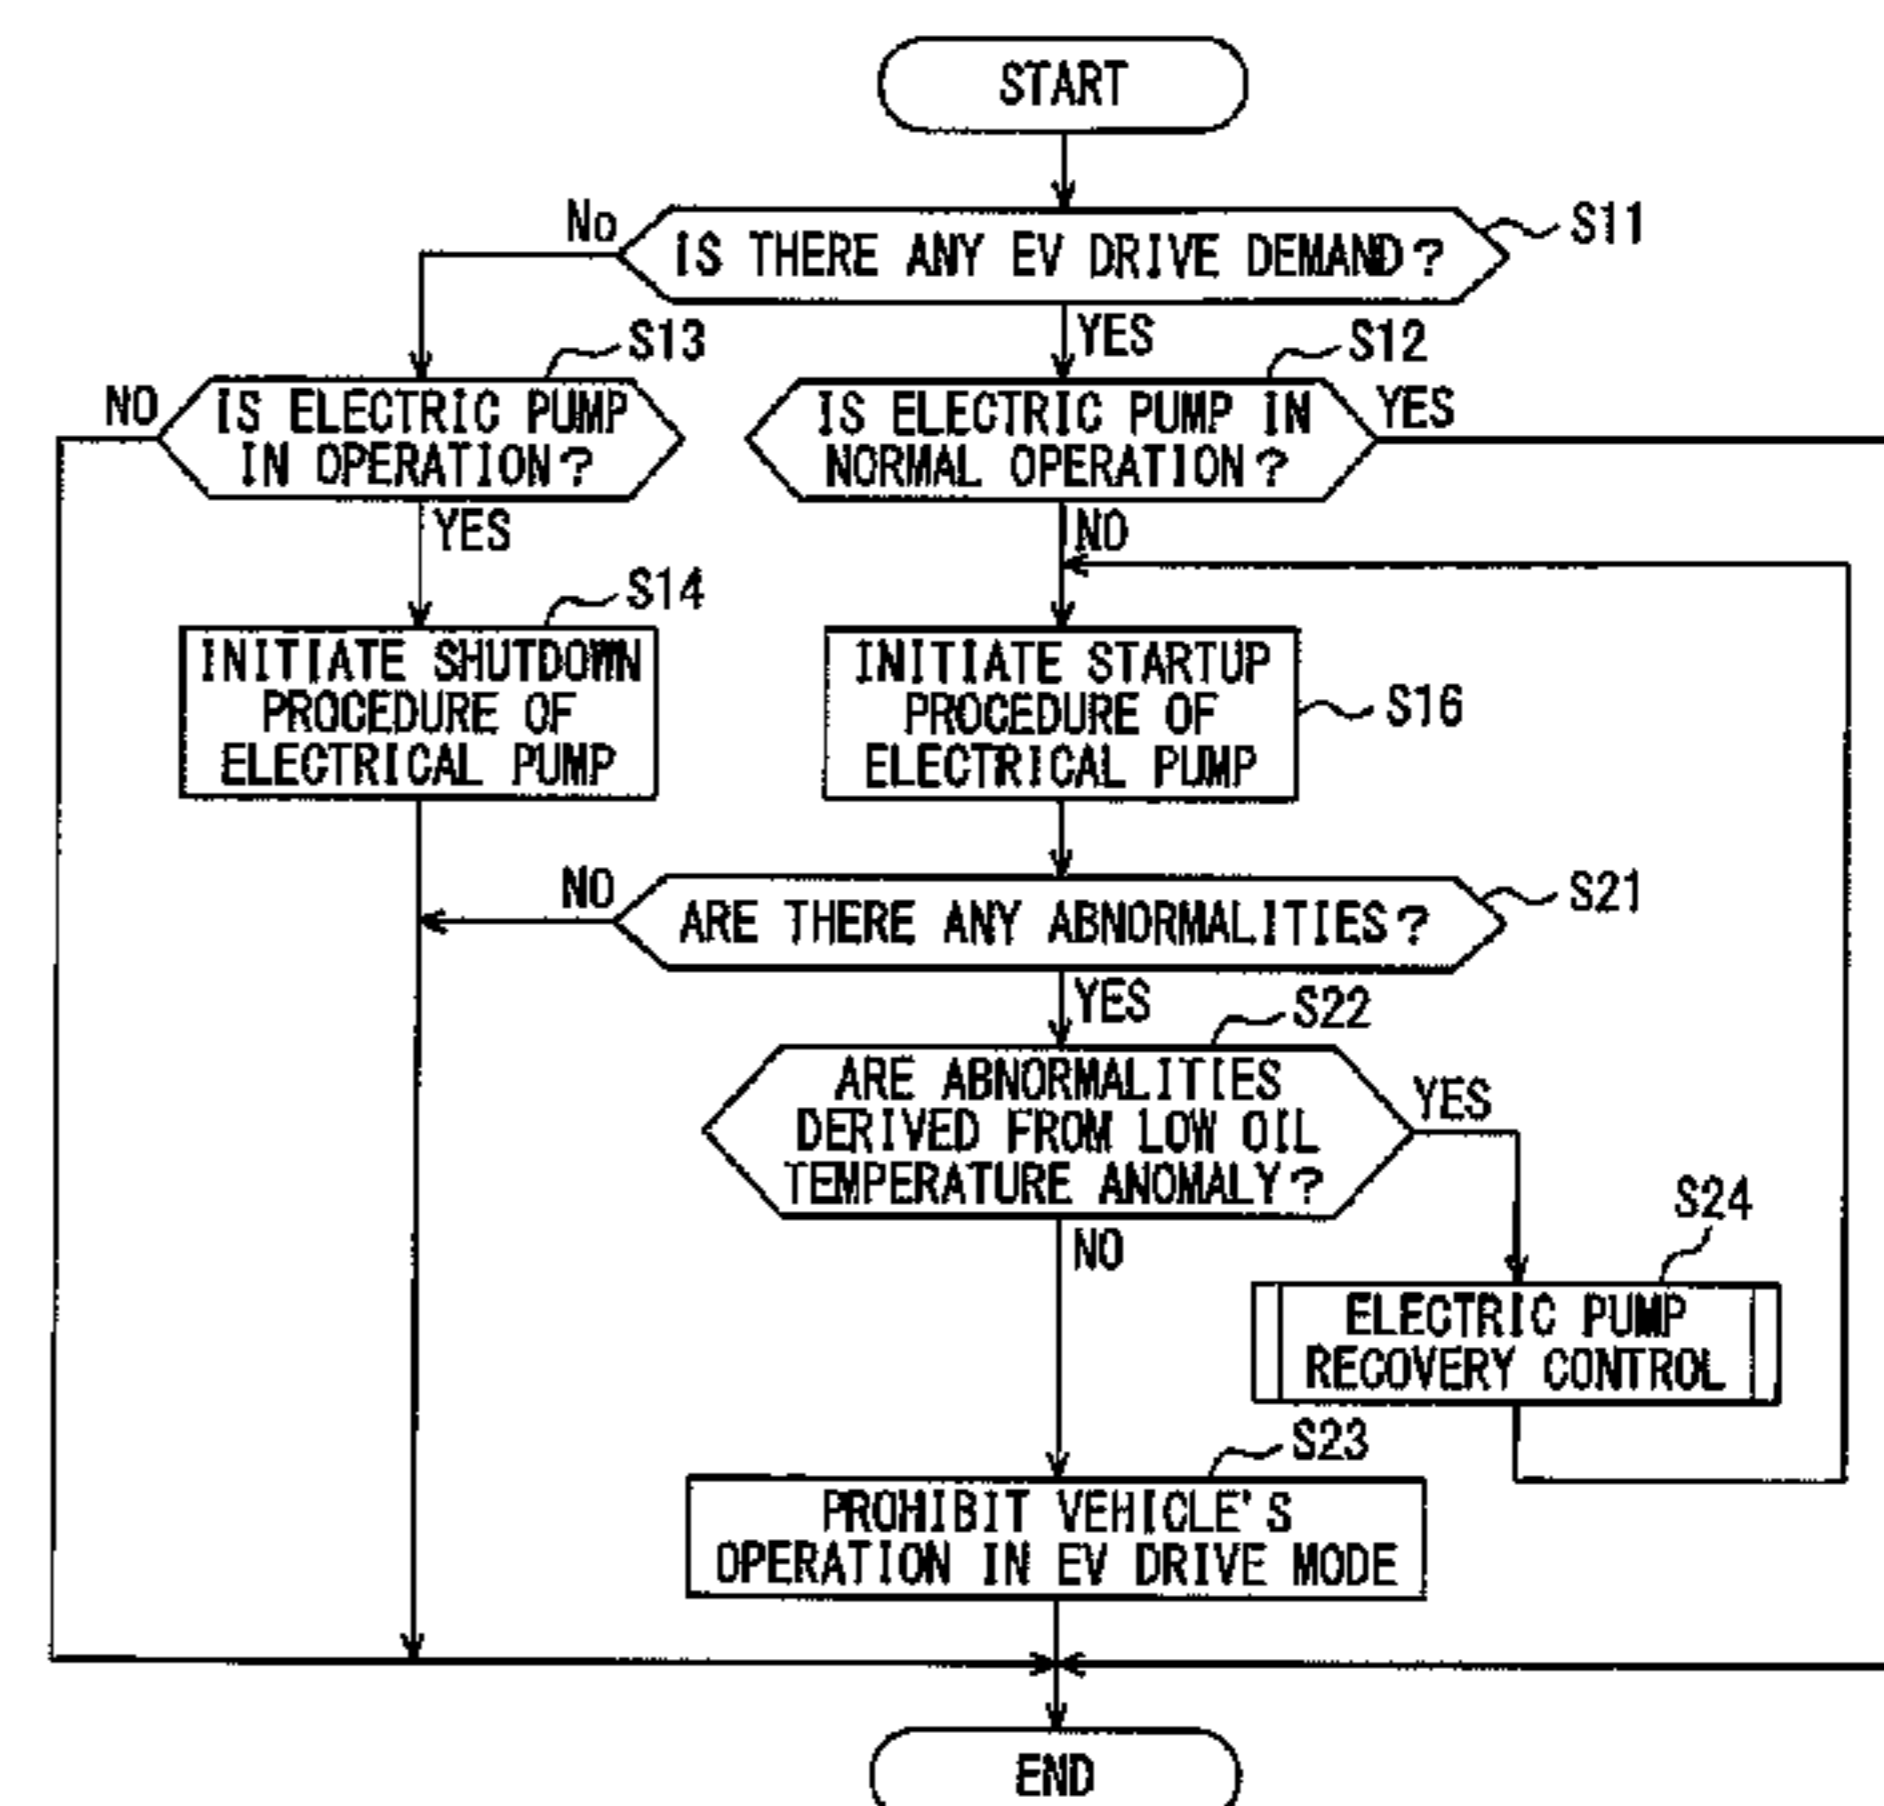 START
No
IS THERE ANY EV DRIVE DEMAND?
S11
YES
S13
S12
NO
IS ELECTRIC PUMP
IN OPERATION?
IS ELECTRIC PUMP IN
NORMAL OPERATION?
YES
YES
NO
S14
INITIATE SHUTDOWN
PROCEDURE OF
ELECTRICAL PUMP
INITIATE STARTUP
PROCEDURE OF
ELECTRICAL PUMP
S16
NO
ARE THERE ANY ABNORMALITIES?
S21
YES
S22
ARE ABNORMALITIES
DERIVED FROM LOW OIL
TEMPERATURE ANOMALY?
YES
NO
S24
ELECTRIC PUMP
RECOVERY CONTROL
S23
PROHIBIT VEHICLE'S
OPERATION IN EV DRIVE MODE
END